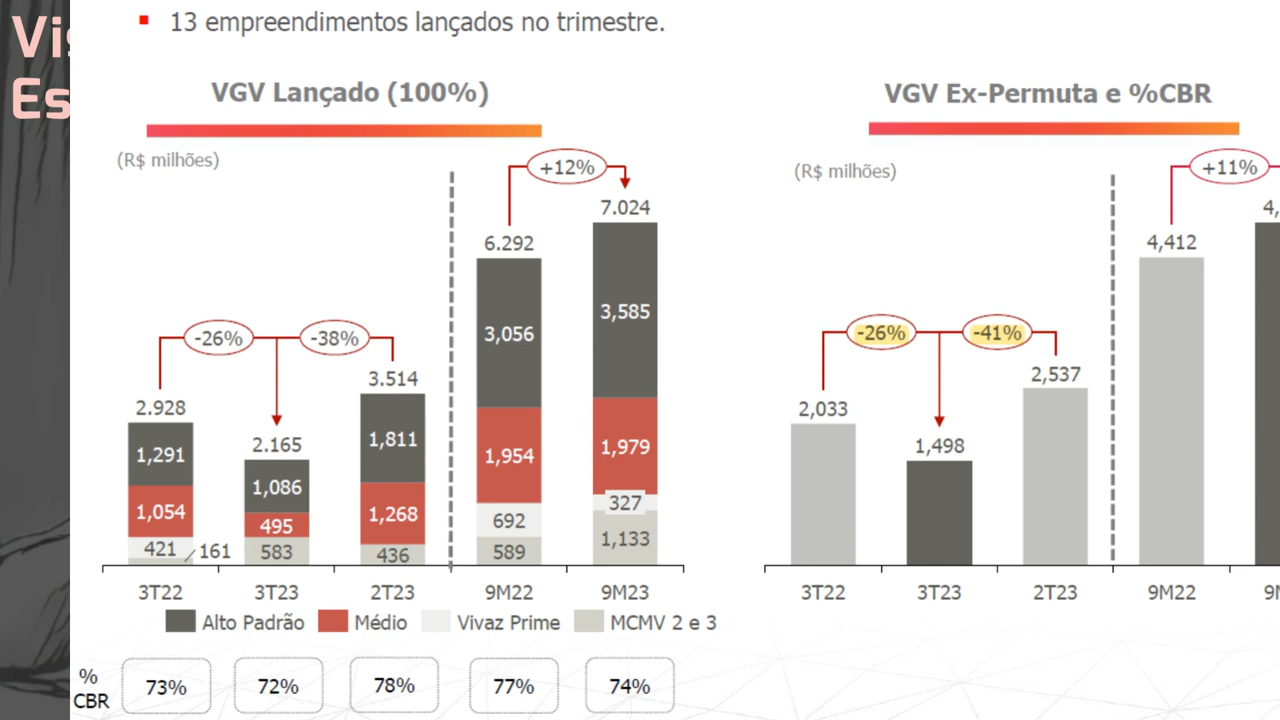 Vis
Es
▪ 13 empreendimentos lançados no trimestre.
VGV Lançado (100%)
(R$ milhões)
+12%
7.024
6.292
3,056
3,585
-26%
-38%
3.514
2.928
2.165
1,291
1,086
1,811
1,954
1,979
1,054
495
1,268
692
327
421
161
583
436
589
1,133
3T22 3T23 2T23 9M22 9M23
Alto Padrão Médio Vivaz Prime MCMV 2 e 3
% CBR
73% 72% 78% 77% 74%
VGV Ex-Permuta e %CBR
(R$ milhões)
+11%
4,
4,412
-26%
-41%
2,537
2,033
1,498
3T22 3T23 2T23 9M22 9M